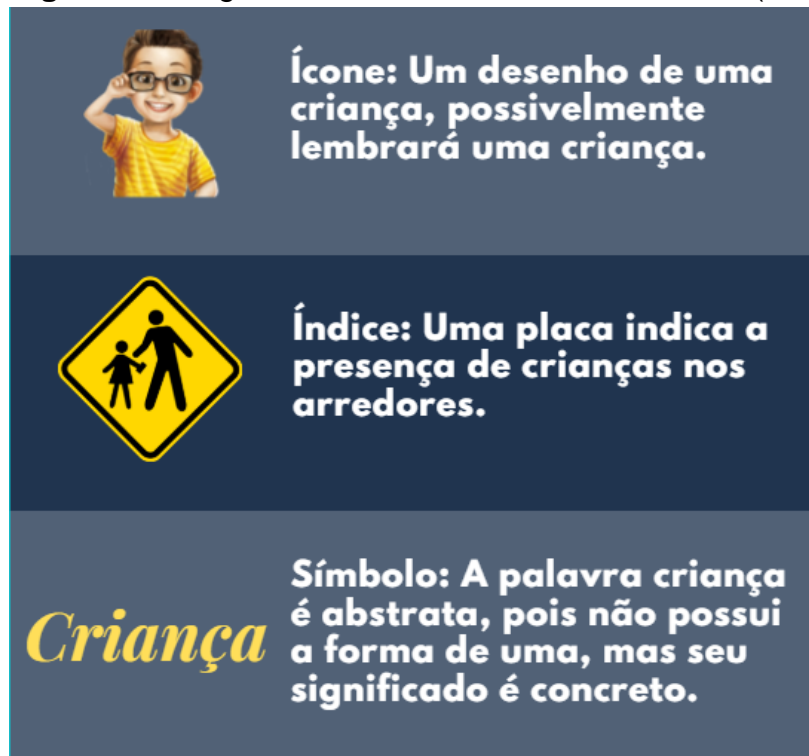 Ícone: Um desenho de uma
criança, possivelmente
lembrará uma criança.
Índice: Uma placa indica a
presença de crianças nos
arredores.
Criança
Símbolo: A palavra criança
é abstrata, pois não possui
a forma de uma, mas seu
significado é concreto.